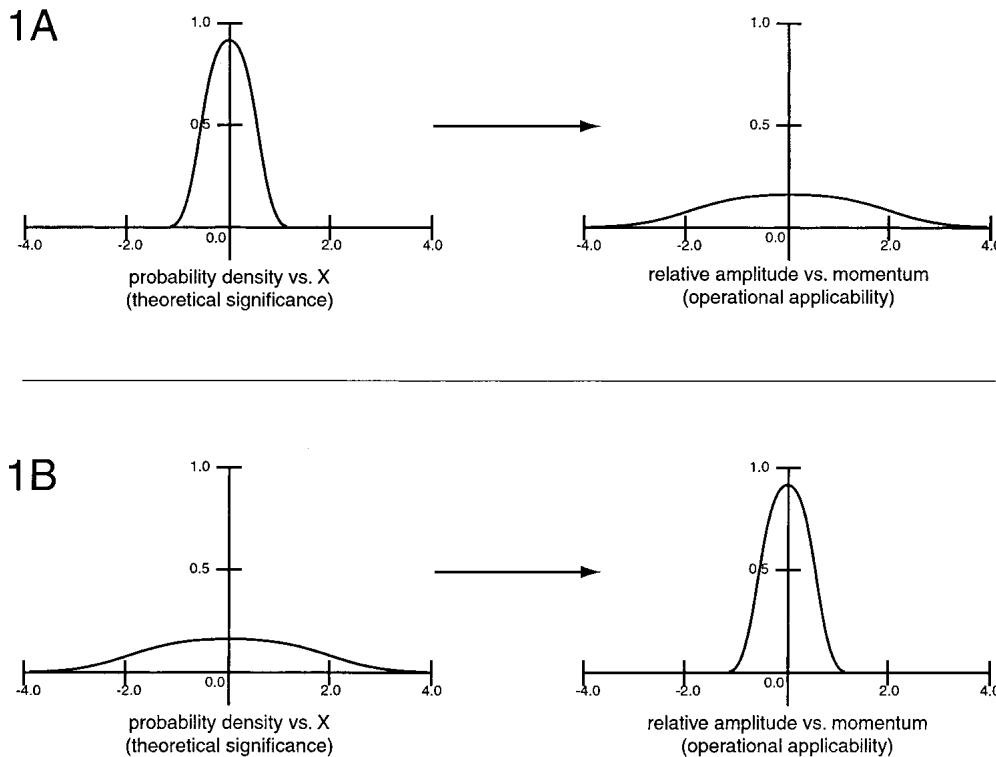 1A
1.0
0.5
-4.0 -2.0 0.0 2.0 4.0
probability density vs. X
(theoretical significance)
1.0
0.5
-4.0 -2.0 0.0 2.0 4.0
relative amplitude vs. momentum
(operational applicability)
1B
1.0
0.5
-4.0 -2.0 0.0 2.0 4.0
probability density vs. X
(theoretical significance)
1.0
0.5
-4.0 -2.0 0.0 2.0 4.0
relative amplitude vs. momentum
(operational applicability)